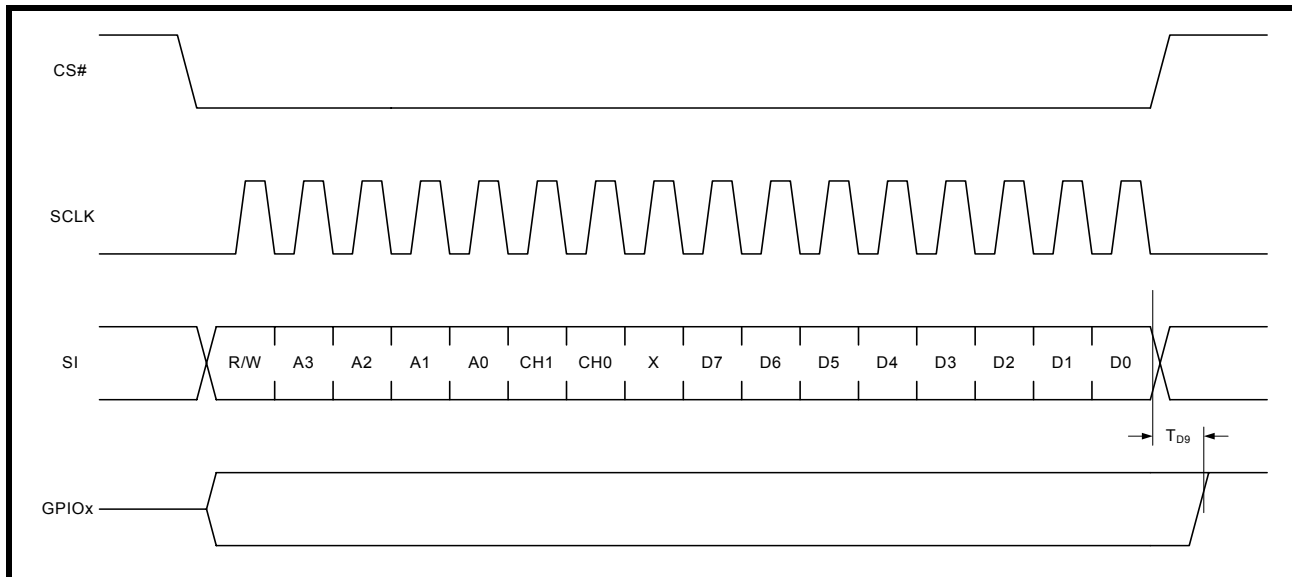 CS#
SCLK
SI
R/W A3 A2 A1 A0 CH1 CH0 X D7 D6 D5 D4 D3 D2 D1 D0
TD9
GPIOx